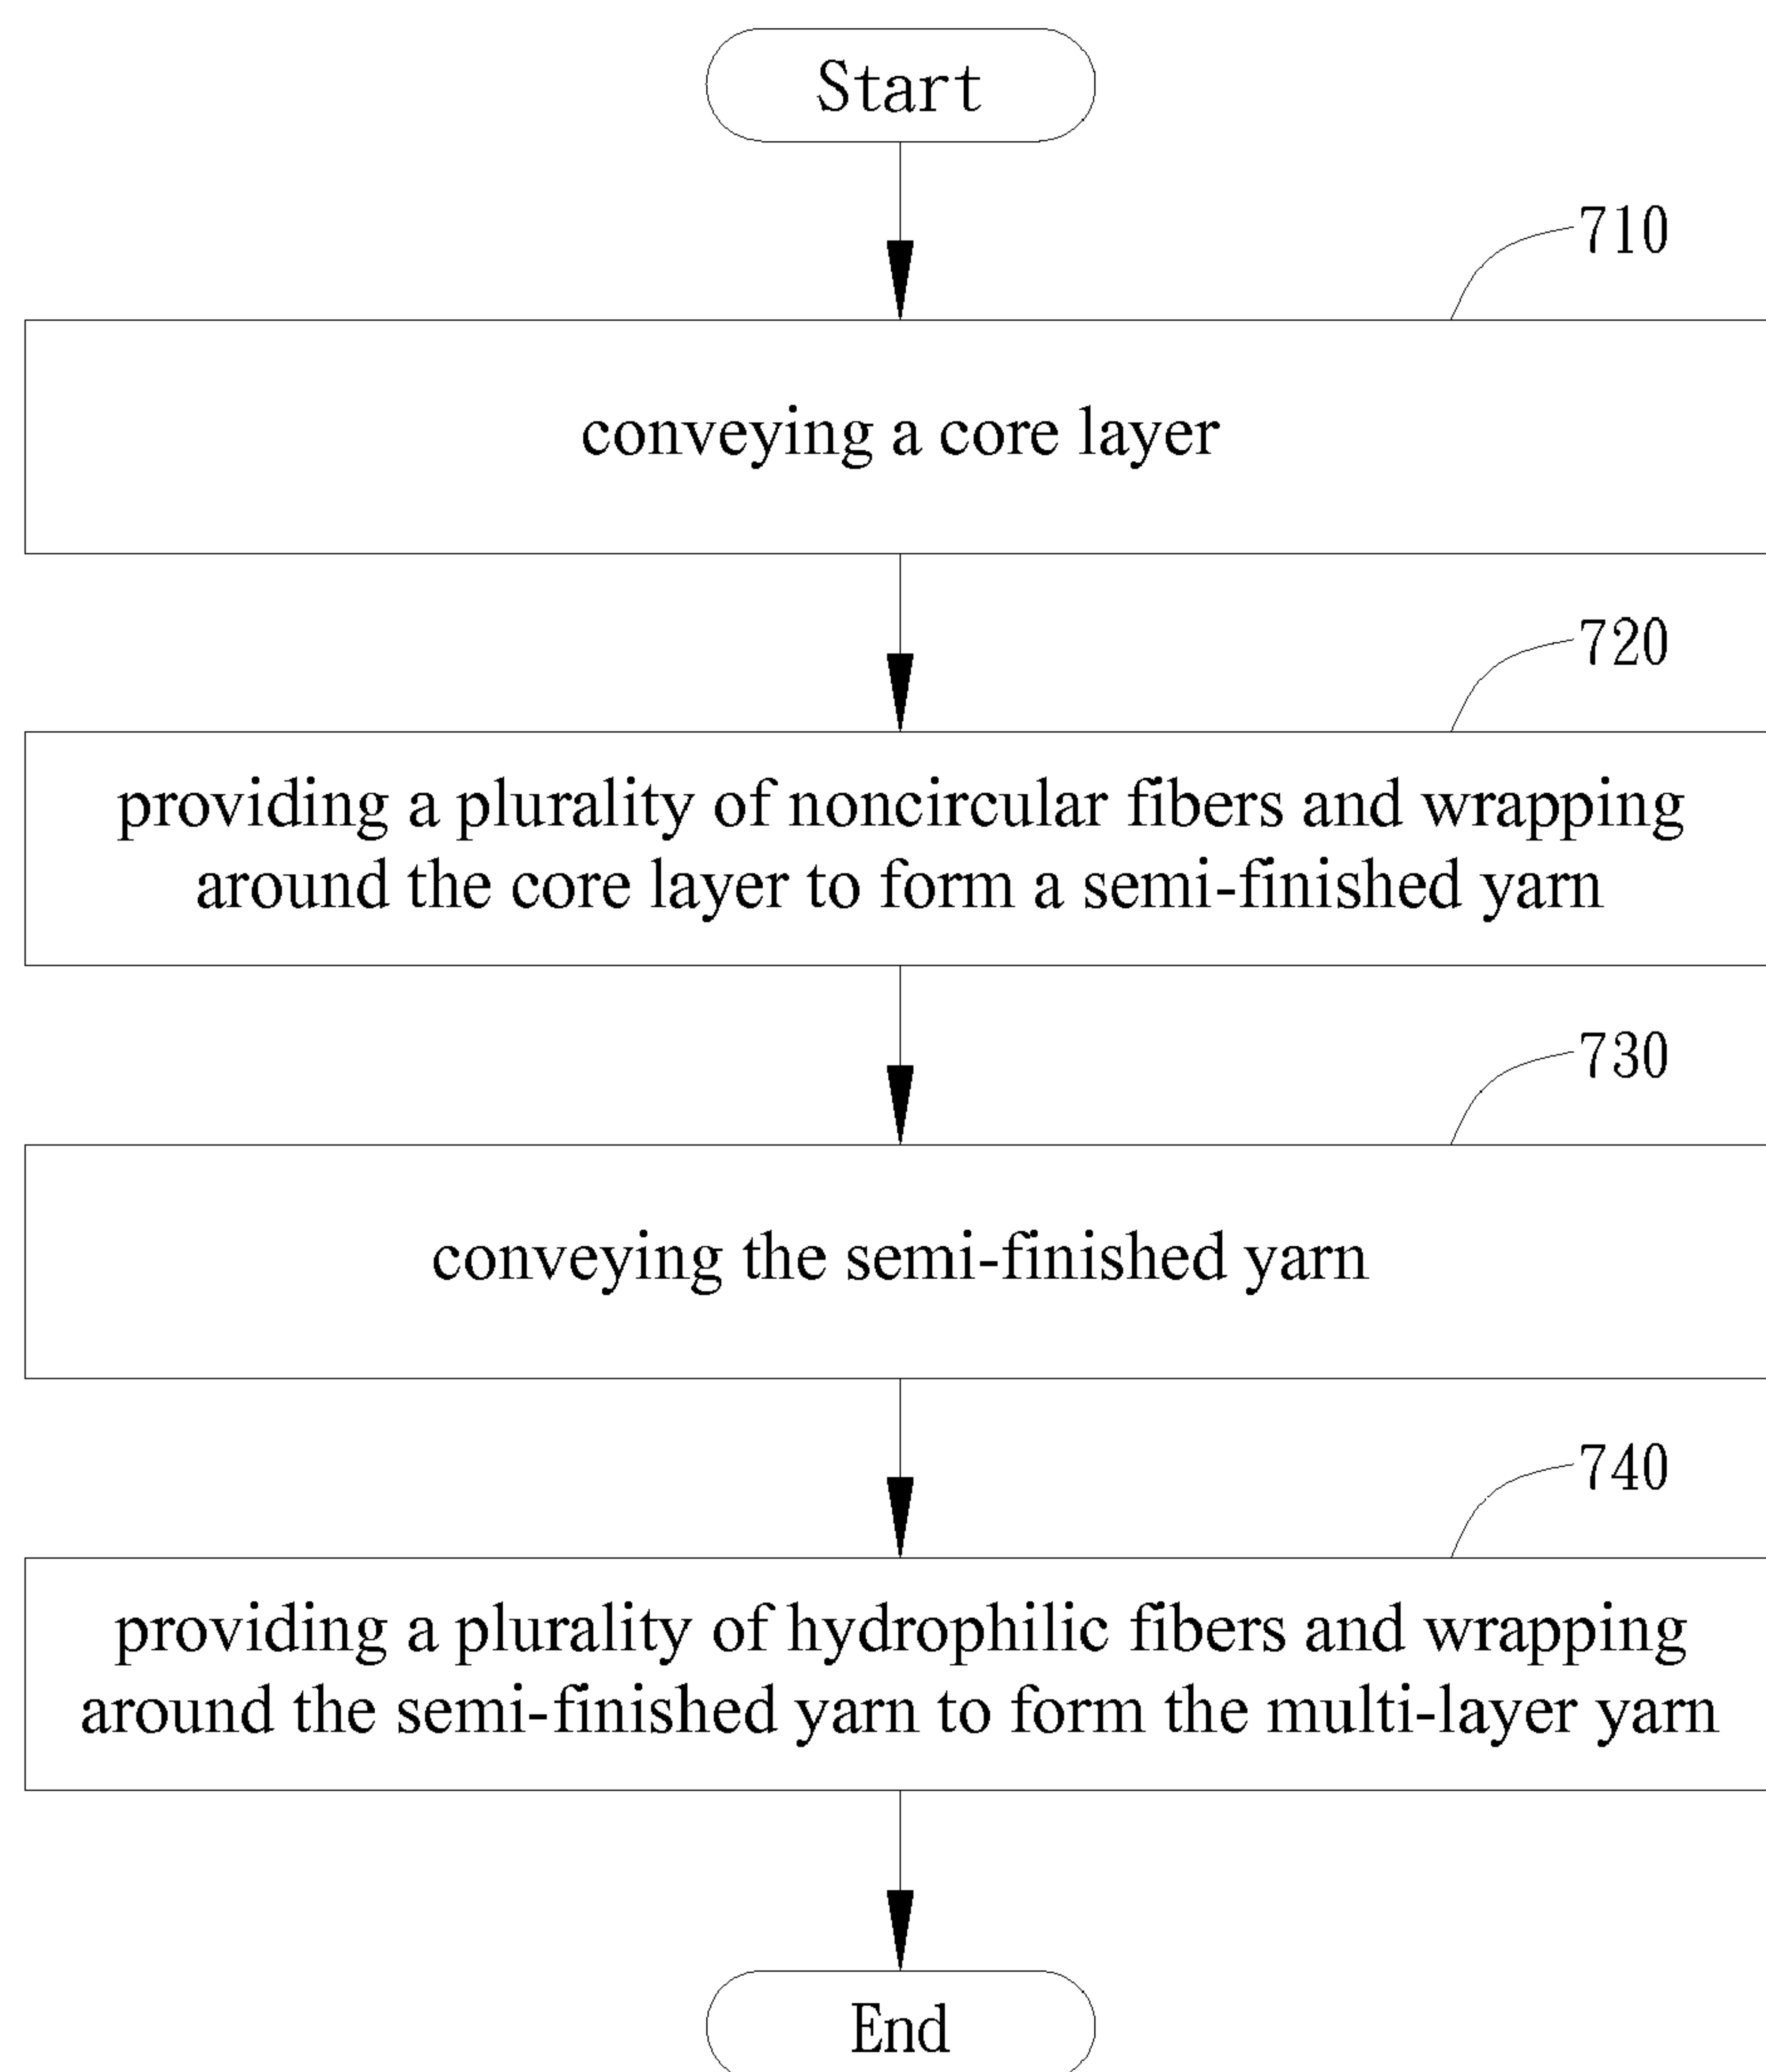 Start
710
conveying a core layer
720
providing a plurality of noncircular fibers and wrapping
around the core layer to form a semi-finished yarn
730
conveying the semi-finished yarn
740
providing a plurality of hydrophilic fibers and wrapping
around the semi-finished yarn to form the multi-layer yarn
End